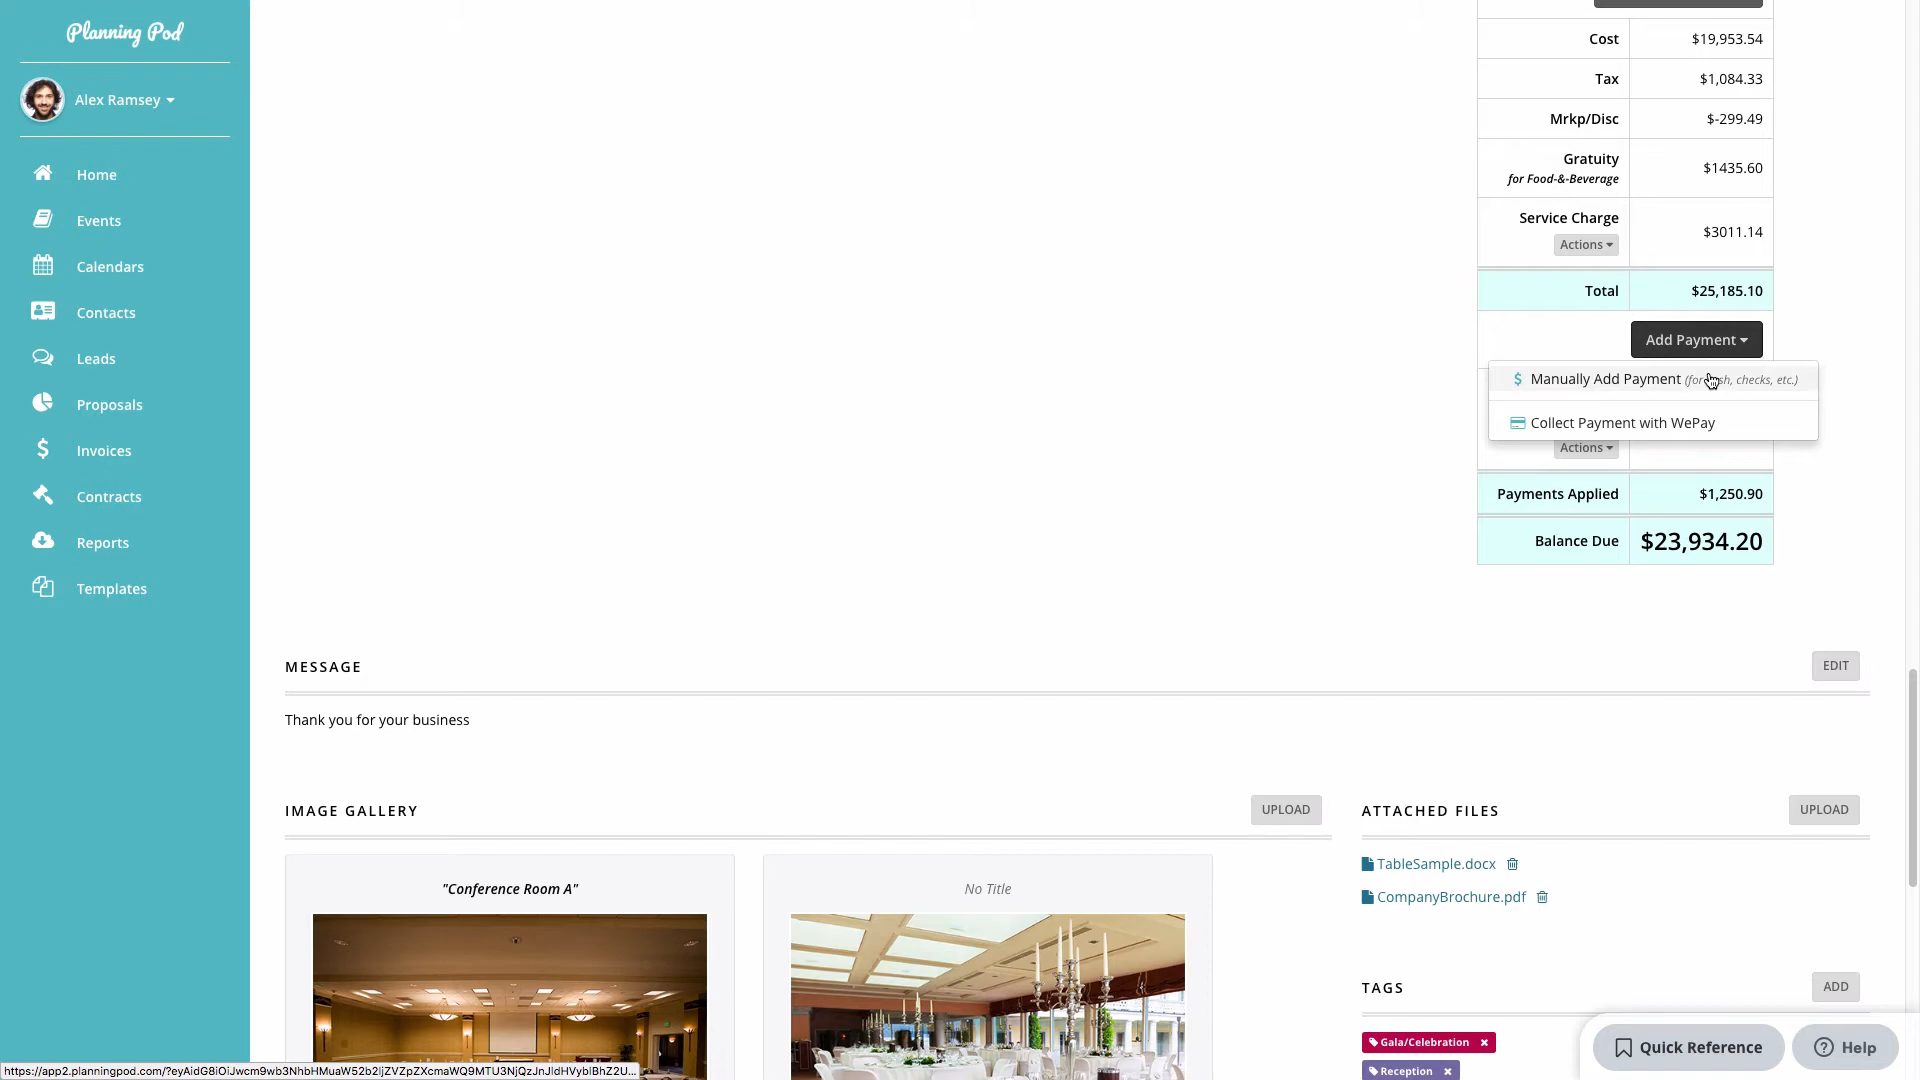 Planning Pod
Alex Ramsey
Home
Events
Calendars
Contacts
Leads
Proposals
Invoices
Contracts
Reports
Templates
Cost $19,953.54
Tax $1,084.33
Mrkp/Disc $-299.49
Gratuity
for Food-&-Beverage
$1435.60
Service Charge
Actions
$3011.14
Total $25,185.10
Add Payment
Manually Add Payment checks, etc.)
Collect Payment with WePay
Actions
Payments Applied $1,250.90
Balance Due $23,934.20
MESSAGE EDIT
Thank you for your business
IMAGE GALLERY UPLOAD
"Conference Room A"
No Title
ATTACHED FILES UPLOAD
TableSample.docx
CompanyBrochure.pdf
TAGS ADD
Gala/Celebration
Reception
Quick Reference
Help